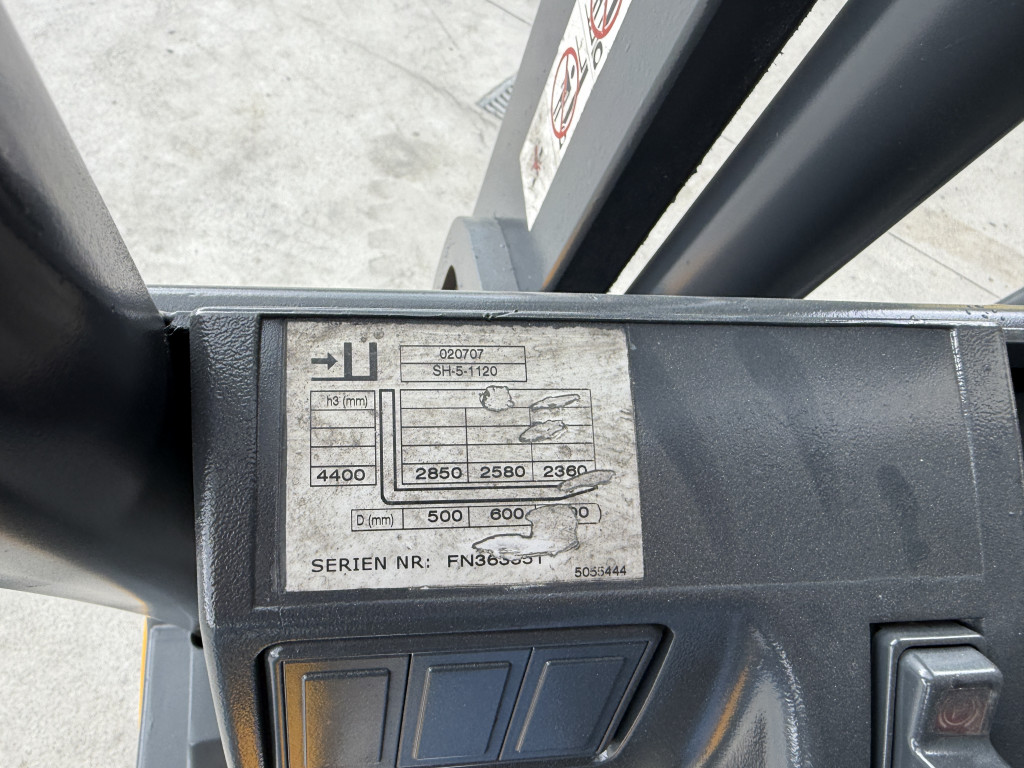 020707
SH-5-1120
h3 (mm)
4400 2850 2580 2360
D (mm) 500 600
SERIEN NR:
5055444